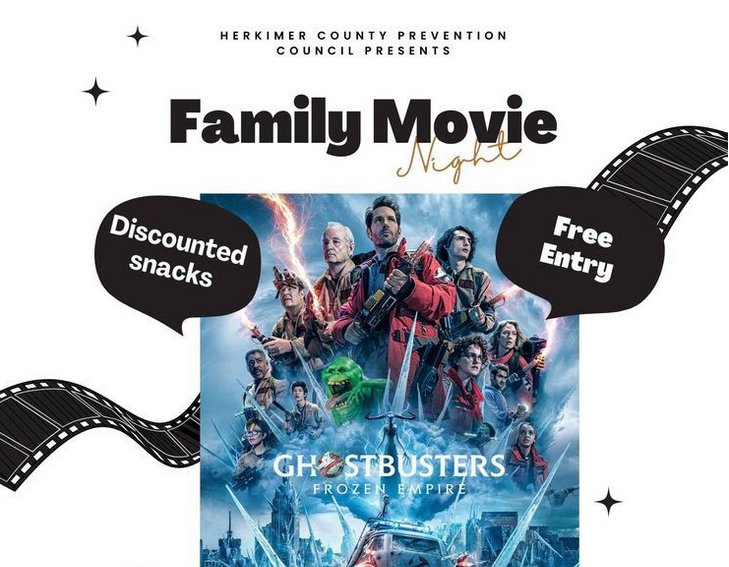 HERKIMER COUNTY PREVENTION
COUNCIL PRESENTS
Family Movie
Night
Discounted
snacks
Free
Entry
GHOSTBUSTERS
FROZEN EMPIRE